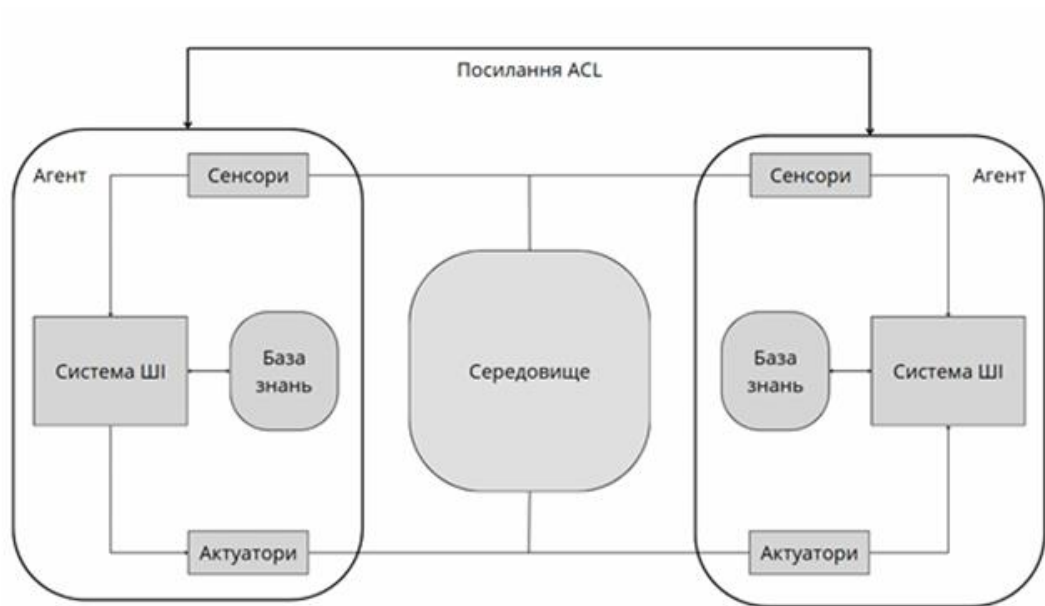 Посилання ACL
Агент
Сенсори
Сенсори
Агент
Система ШІ
База
знань
Середовище
База
знань
Система ШІ
Актуатори
Актуатори